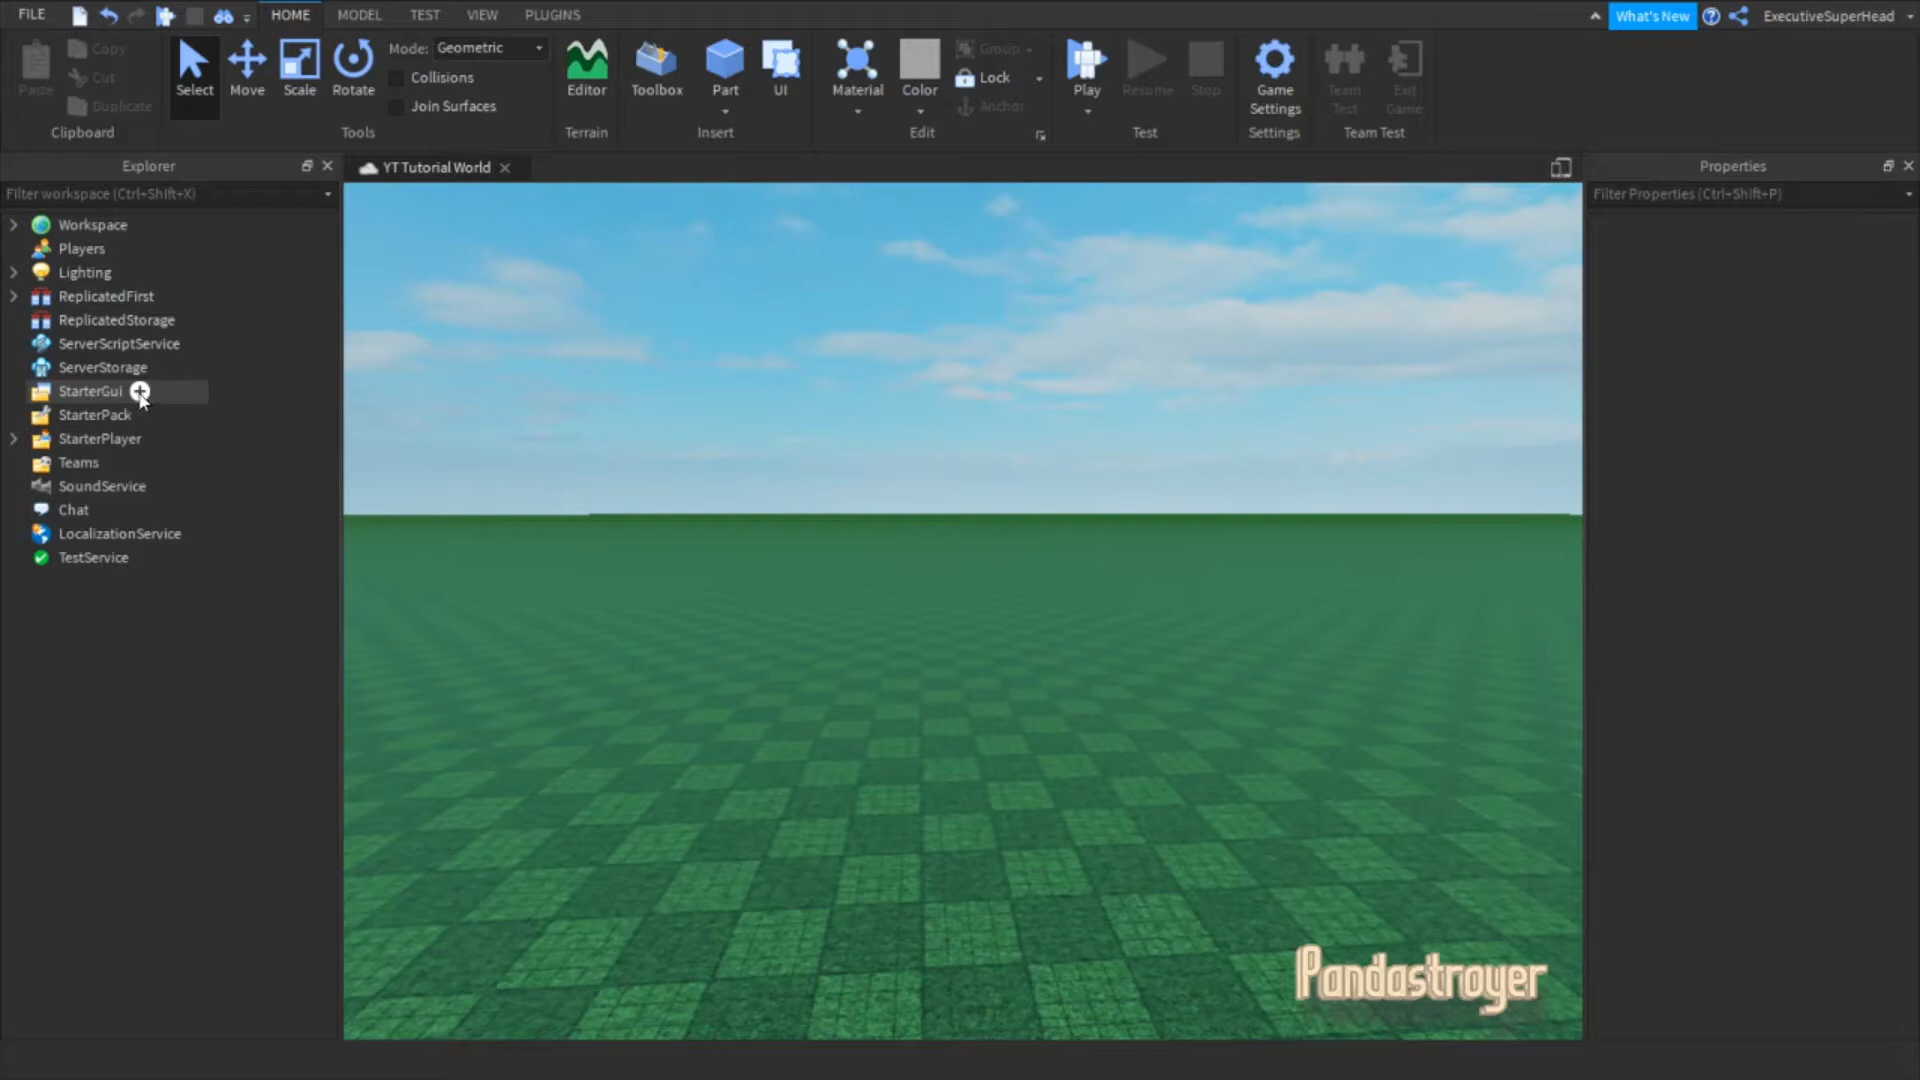 FILE HOME MODEL TEST VIEW PLUGINS What's New ExecutiveSuperHead
Copy
Cut
Duplicate
Paste
Clipboard
Select Move Scale Rotate
Mode: Geometric
Collisions
Join Surfaces
Tools
Editor
Terrain
Toolbox Part UI
Insert
Material Color
Group
Lock
Anchor
Edit
Play Resume Stop
Test
Game
Settings
Settings
Team
Test
Exit
Game
Team Test
Explorer
Filter workspace (Ctrl+Shift+X)
Workspace
Players
Lighting
ReplicatedFirst
ReplicatedStorage
ServerScriptService
ServerStorage
StarterGui
StarterPack
StarterPlayer
Teams
SoundService
Chat
LocalizationService
TestService
YT Tutorial World
Properties
Filter Properties (Ctrl+Shift+P)
Pandastroyer